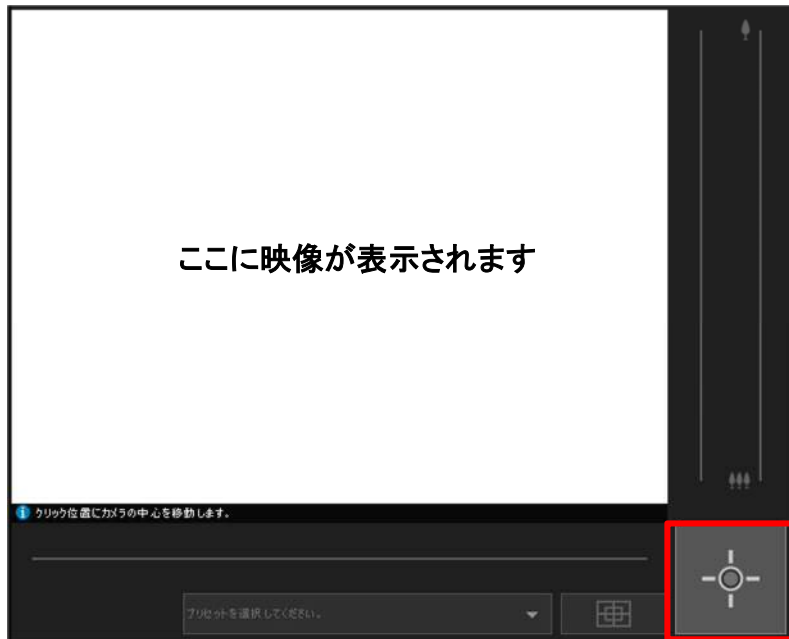 ここに映像が表示されます
クリック位置にカメラの中心を移動します。
プリセットを選択してください。